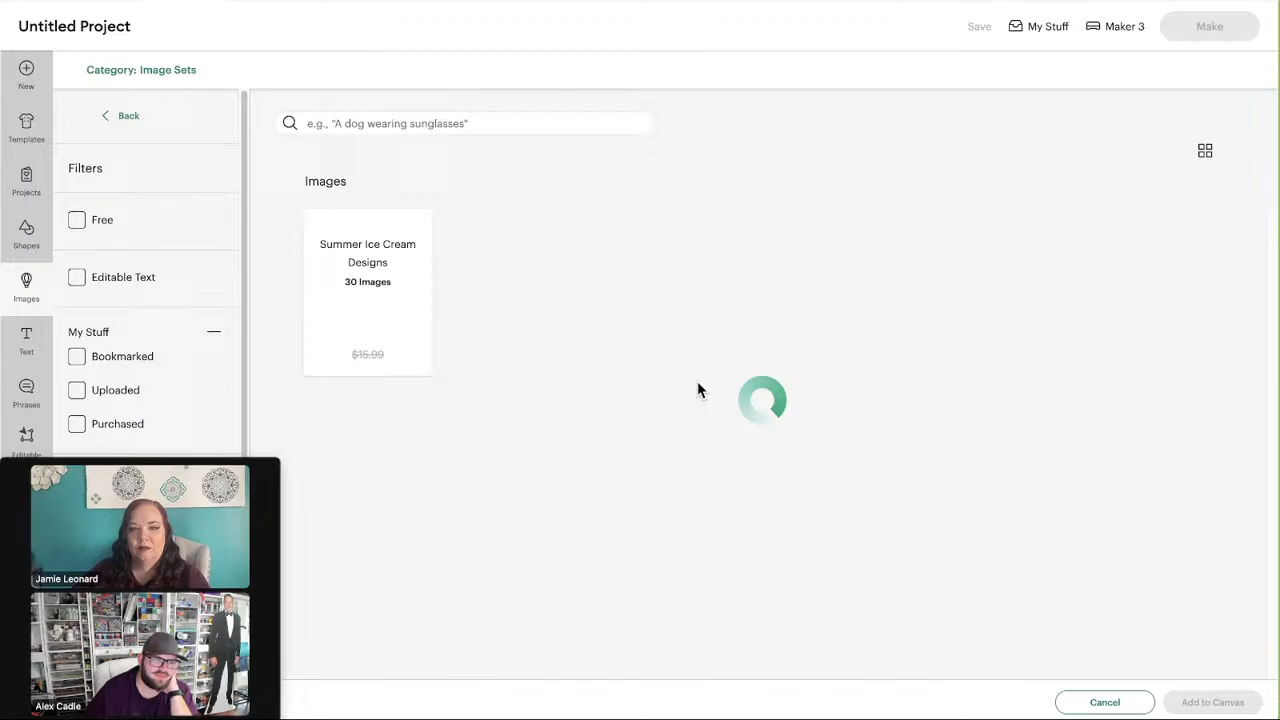 Untitled Project
Save
My Stuff
Maker 3
Make
New
Templates
Projects
Shapes
Images
Text
Phrases
Editable
Category: Image Sets
Back
Filters
Free
Editable Text
My Stuff
Bookmarked
Uploaded
Purchased
e.g., "A dog wearing sunglasses"
Images
Summer Ice Cream
Designs
30 Images
$15.99
Jamie Leonard
Alex Cadle
Cancel
Add to Canvas